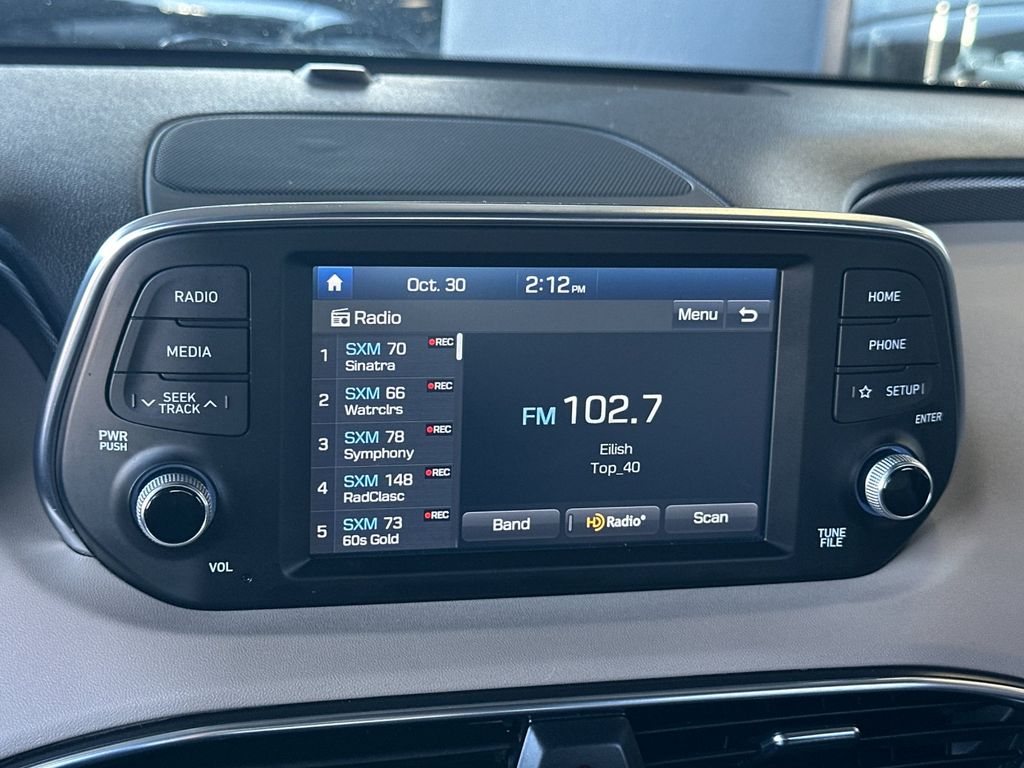 Oct. 30 2:12 PM
Radio Menu
1 SXM 70 REC
Sinatra
2 SXM 66 REC
Watrclrs
3 SXM 78 REC
Symphony
4 SXM 148 REC
RadClasc
5 SXM 73 REC
60s Gold
FM 102.7
Eilish
Top_40
Band HD Radio® Scan
RADIO
MEDIA
SEEK
TRACK
PWR
PUSH
VOL
HOME
PHONE
SETUP
ENTER
TUNE
FILE